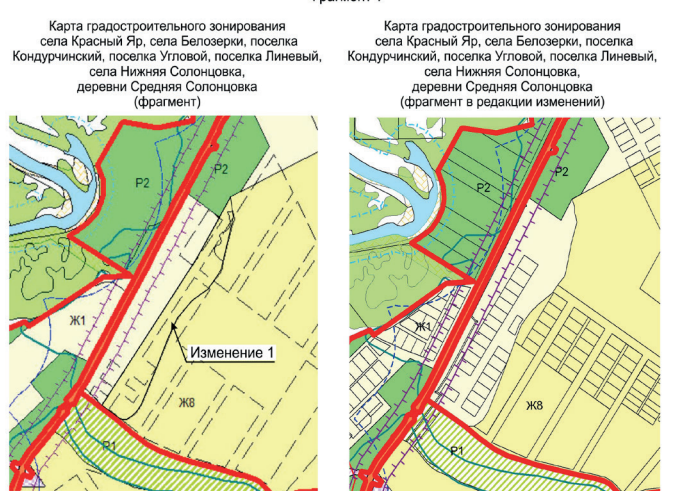 Карта градостроительного зонирования
села Красный Яр, села Белозерки, поселка
Кондурчинский, поселка Угловой, поселка Линевый,
села Нижняя Солонцовка,
деревни Средняя Солонцовка
(фрагмент)
Р2
Р2
Ж1
Изменение 1
Ж8
Р1
Карта градостроительного зонирования
села Красный Яр, села Белозерки, поселка
Кондурчинский, поселка Угловой, поселка Линевый,
села Нижняя Солонцовка,
деревни Средняя Солонцовка
(фрагмент в редакции изменений)
Р2
Р2
Ж1
Ж8
Р1